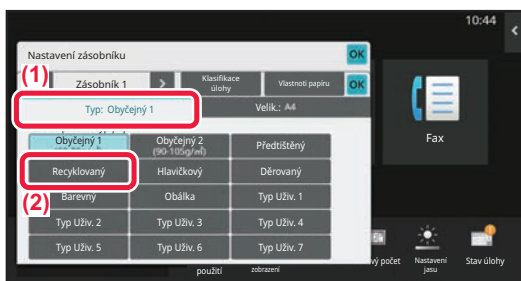 10:44
Nastavení zásobníku
OK
(1)
Zásobník 1
Klasifikace
úlohy
Vlastnoti papíru
OK
Typ: Obyčejný 1
Velik.: A4
Obyčejný 1
Obyčejný 2
(90-105g/㎡)
Předtištěný
Recyklovaný
Hlavičkový
Děrovaný
(2)
Barevný
Obálka
Typ Uživ. 1
Typ Uživ. 2
Typ Uživ. 3
Typ Uživ. 4
Typ Uživ. 5
Typ Uživ. 6
Typ Uživ. 7
Fax
použití
zobrazení
vý počet
Nastavení
jasu
Stav úlohy